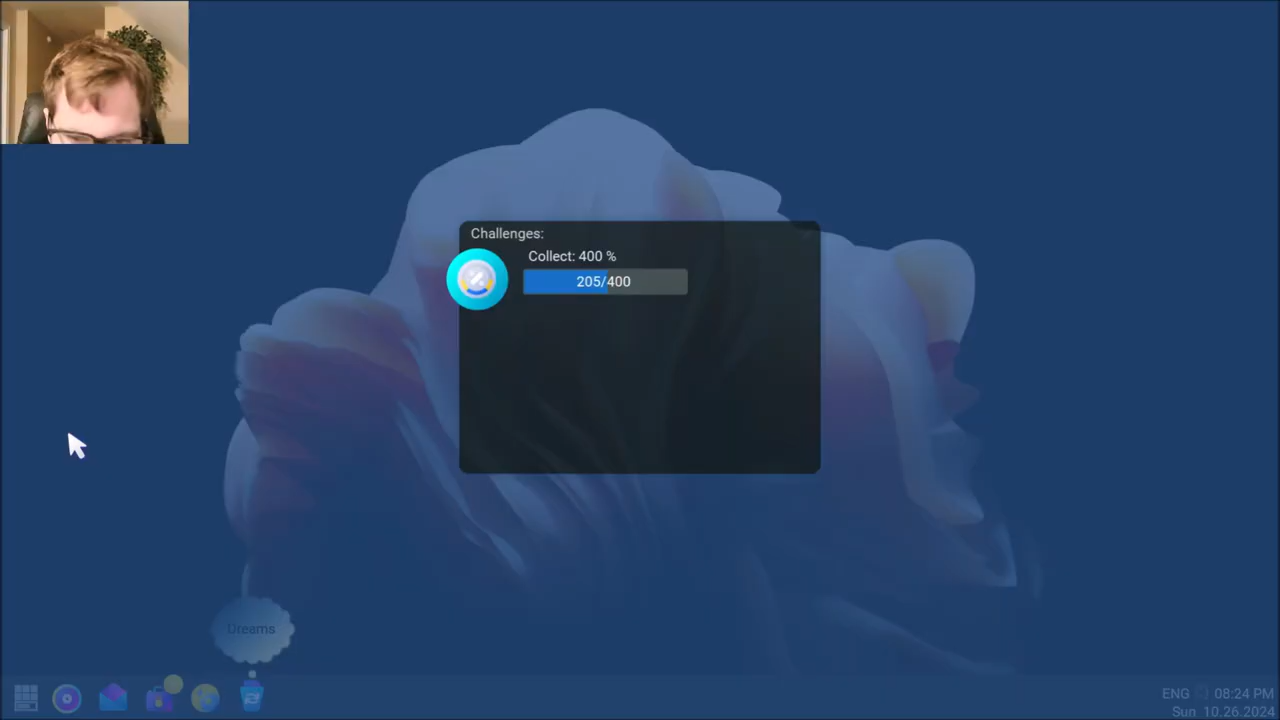 Challenges:
Collect: 400 %
205/400
Dreams
ENG 08:24 PM
Sun 10.26.2024